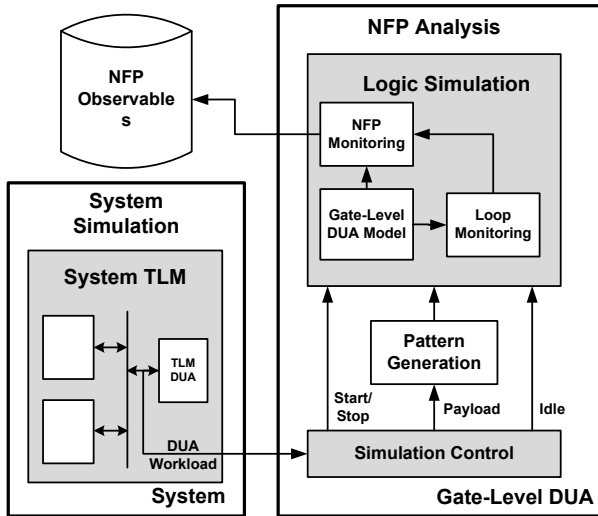 NFP
Observable
s
NFP Analysis
Logic Simulation
NFP
Monitoring
Gate-Level
DUA Model
Loop
Monitoring
System
Simulation
System TLM
TLM
DUA
DUA
Workload
System
Pattern
Generation
Start/
Stop
Payload
Idle
Simulation Control
Gate-Level DUA